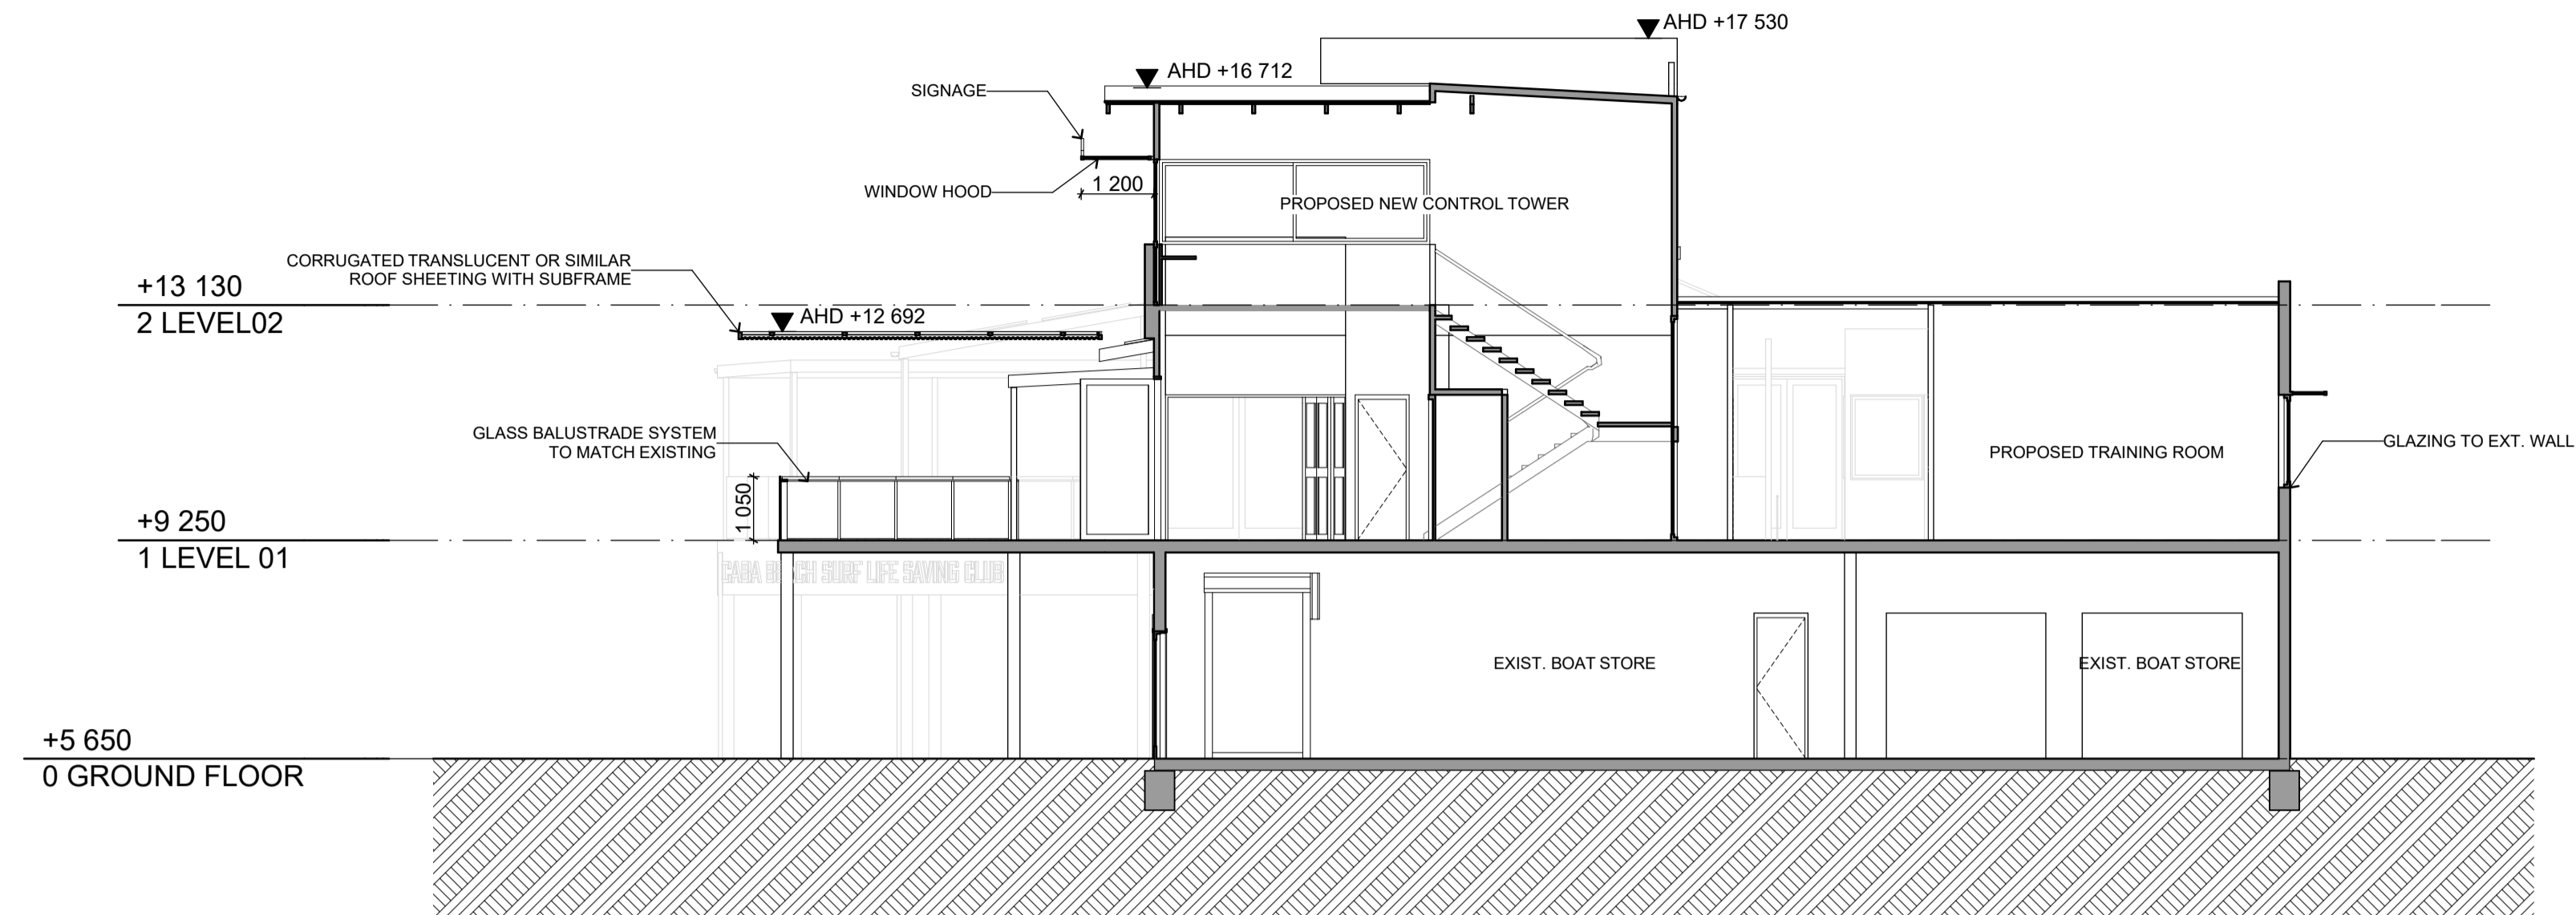 AHD +17 530
AHD +16 712
SIGNAGE
WINDOW HOOD
1 200
PROPOSED NEW CONTROL TOWER
CORRUGATED TRANSLUCENT OR SIMILAR
ROOF SHEETING WITH SUBFRAME
+13 130
2 LEVEL02
AHD +12 692
GLASS BALUSTRADE SYSTEM
TO MATCH EXISTING
PROPOSED TRAINING ROOM
GLAZING TO EXT. WALL
1 050
+9 250
1 LEVEL 01
CABA B CH SURF LIFE SAVING CLUB
EXIST. BOAT STORE
EXIST. BOAT STORE
+5 650
0 GROUND FLOOR